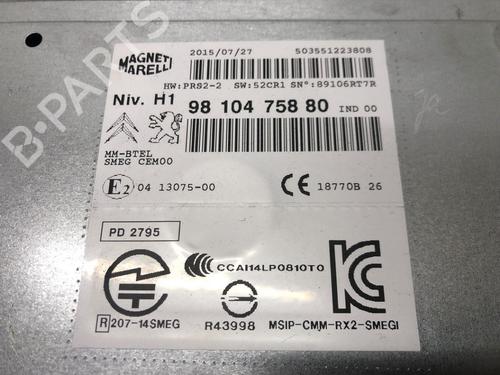 MAGNETI MARELLI
2015/07/27 503551223808
HW:PRS2-2 SW:52CR1 SN°:89106RT7R
Niv. H1 98 104 758 80 IND 00
MM-BTEL
SMEG CEM00
E2 04 13075-00 CE 18770B 26
PD 2795
CCAI14LP0810T0
R 207-14SMEG R43998 MSIP-CMM-RX2-SMEGI
B-PARTS